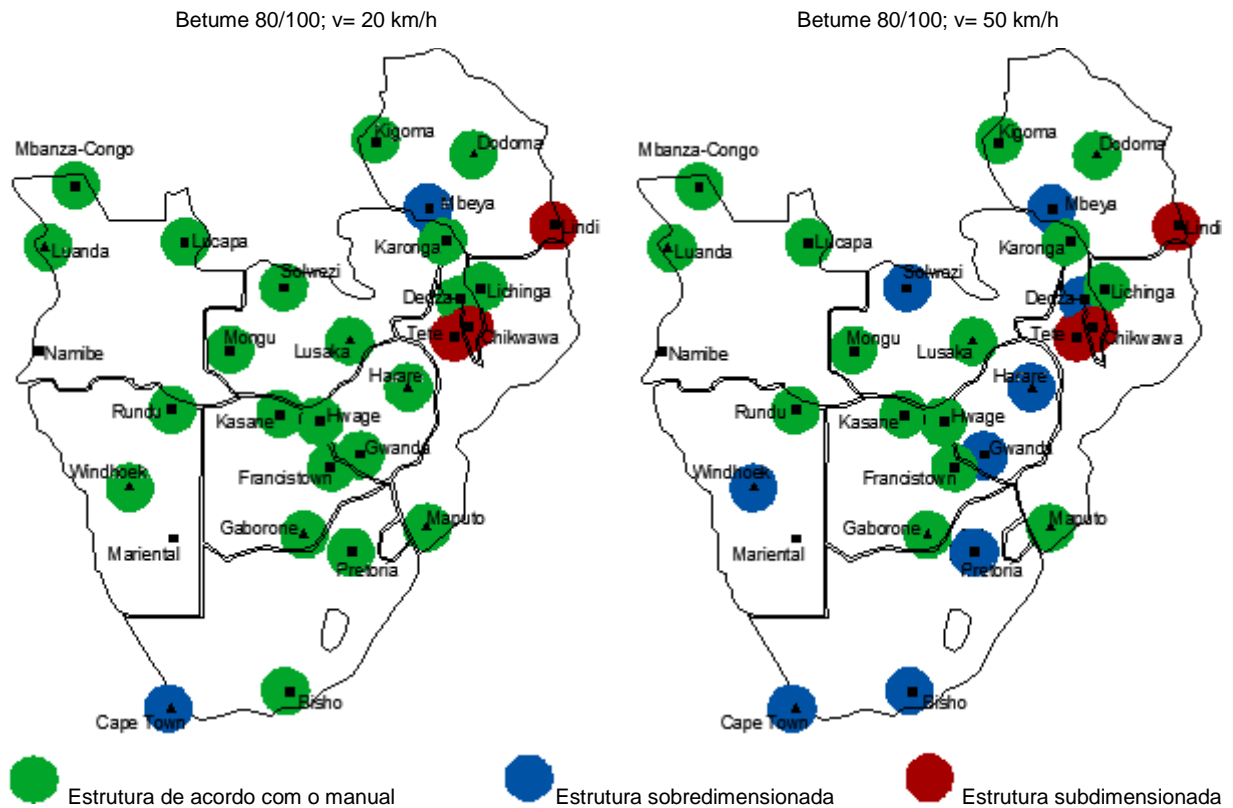 Betume 80/100; v= 20 km/h
Kigoma
Dodoma
Mbanza-Congo
Mbeya
Lindi
Luanda
Lucapa
Karonga
Solwezi
Dedza
Lichinga
Tete
Chikwawa
Mongu
Lusaka
Namibe
Harare
Rundu
Kasane
Hwage
Gwanda
Windhoek
Francistown
Gaborone
Maputo
Mariental
Pretoria
Bisho
Cape Town
Betume 80/100; v= 50 km/h
Kigoma
Dodoma
Mbanza-Congo
Mbeya
Lindi
Luanda
Lucapa
Karonga
Solwezi
Dedza
Lichinga
Tete
Chikwawa
Mongu
Lusaka
Namibe
Harare
Rundu
Kasane
Hwage
Gwanda
Windhoek
Francistown
Gaborone
Maputo
Mariental
Pretoria
Bisho
Cape Town
Estrutura de acordo com o manual
Estrutura sobredimensionada
Estrutura subdimensionada